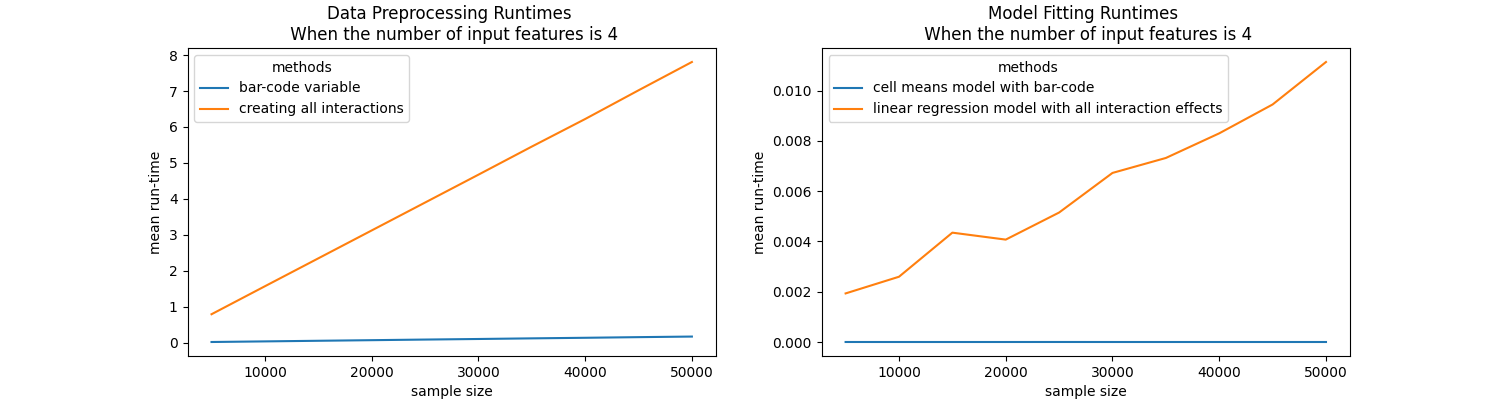 Data Preprocessing Runtimes
When the number of input features is 4
methods
bar-code variable
creating all interactions
8
7
6
5
4
3
2
1
0
mean run-time
10000 20000 30000 40000 50000
sample size
Model Fitting Runtimes
When the number of input features is 4
methods
cell means model with bar-code
linear regression model with all interaction effects
0.010
0.008
0.006
0.004
0.002
0.000
mean run-time
10000 20000 30000 40000 50000
sample size